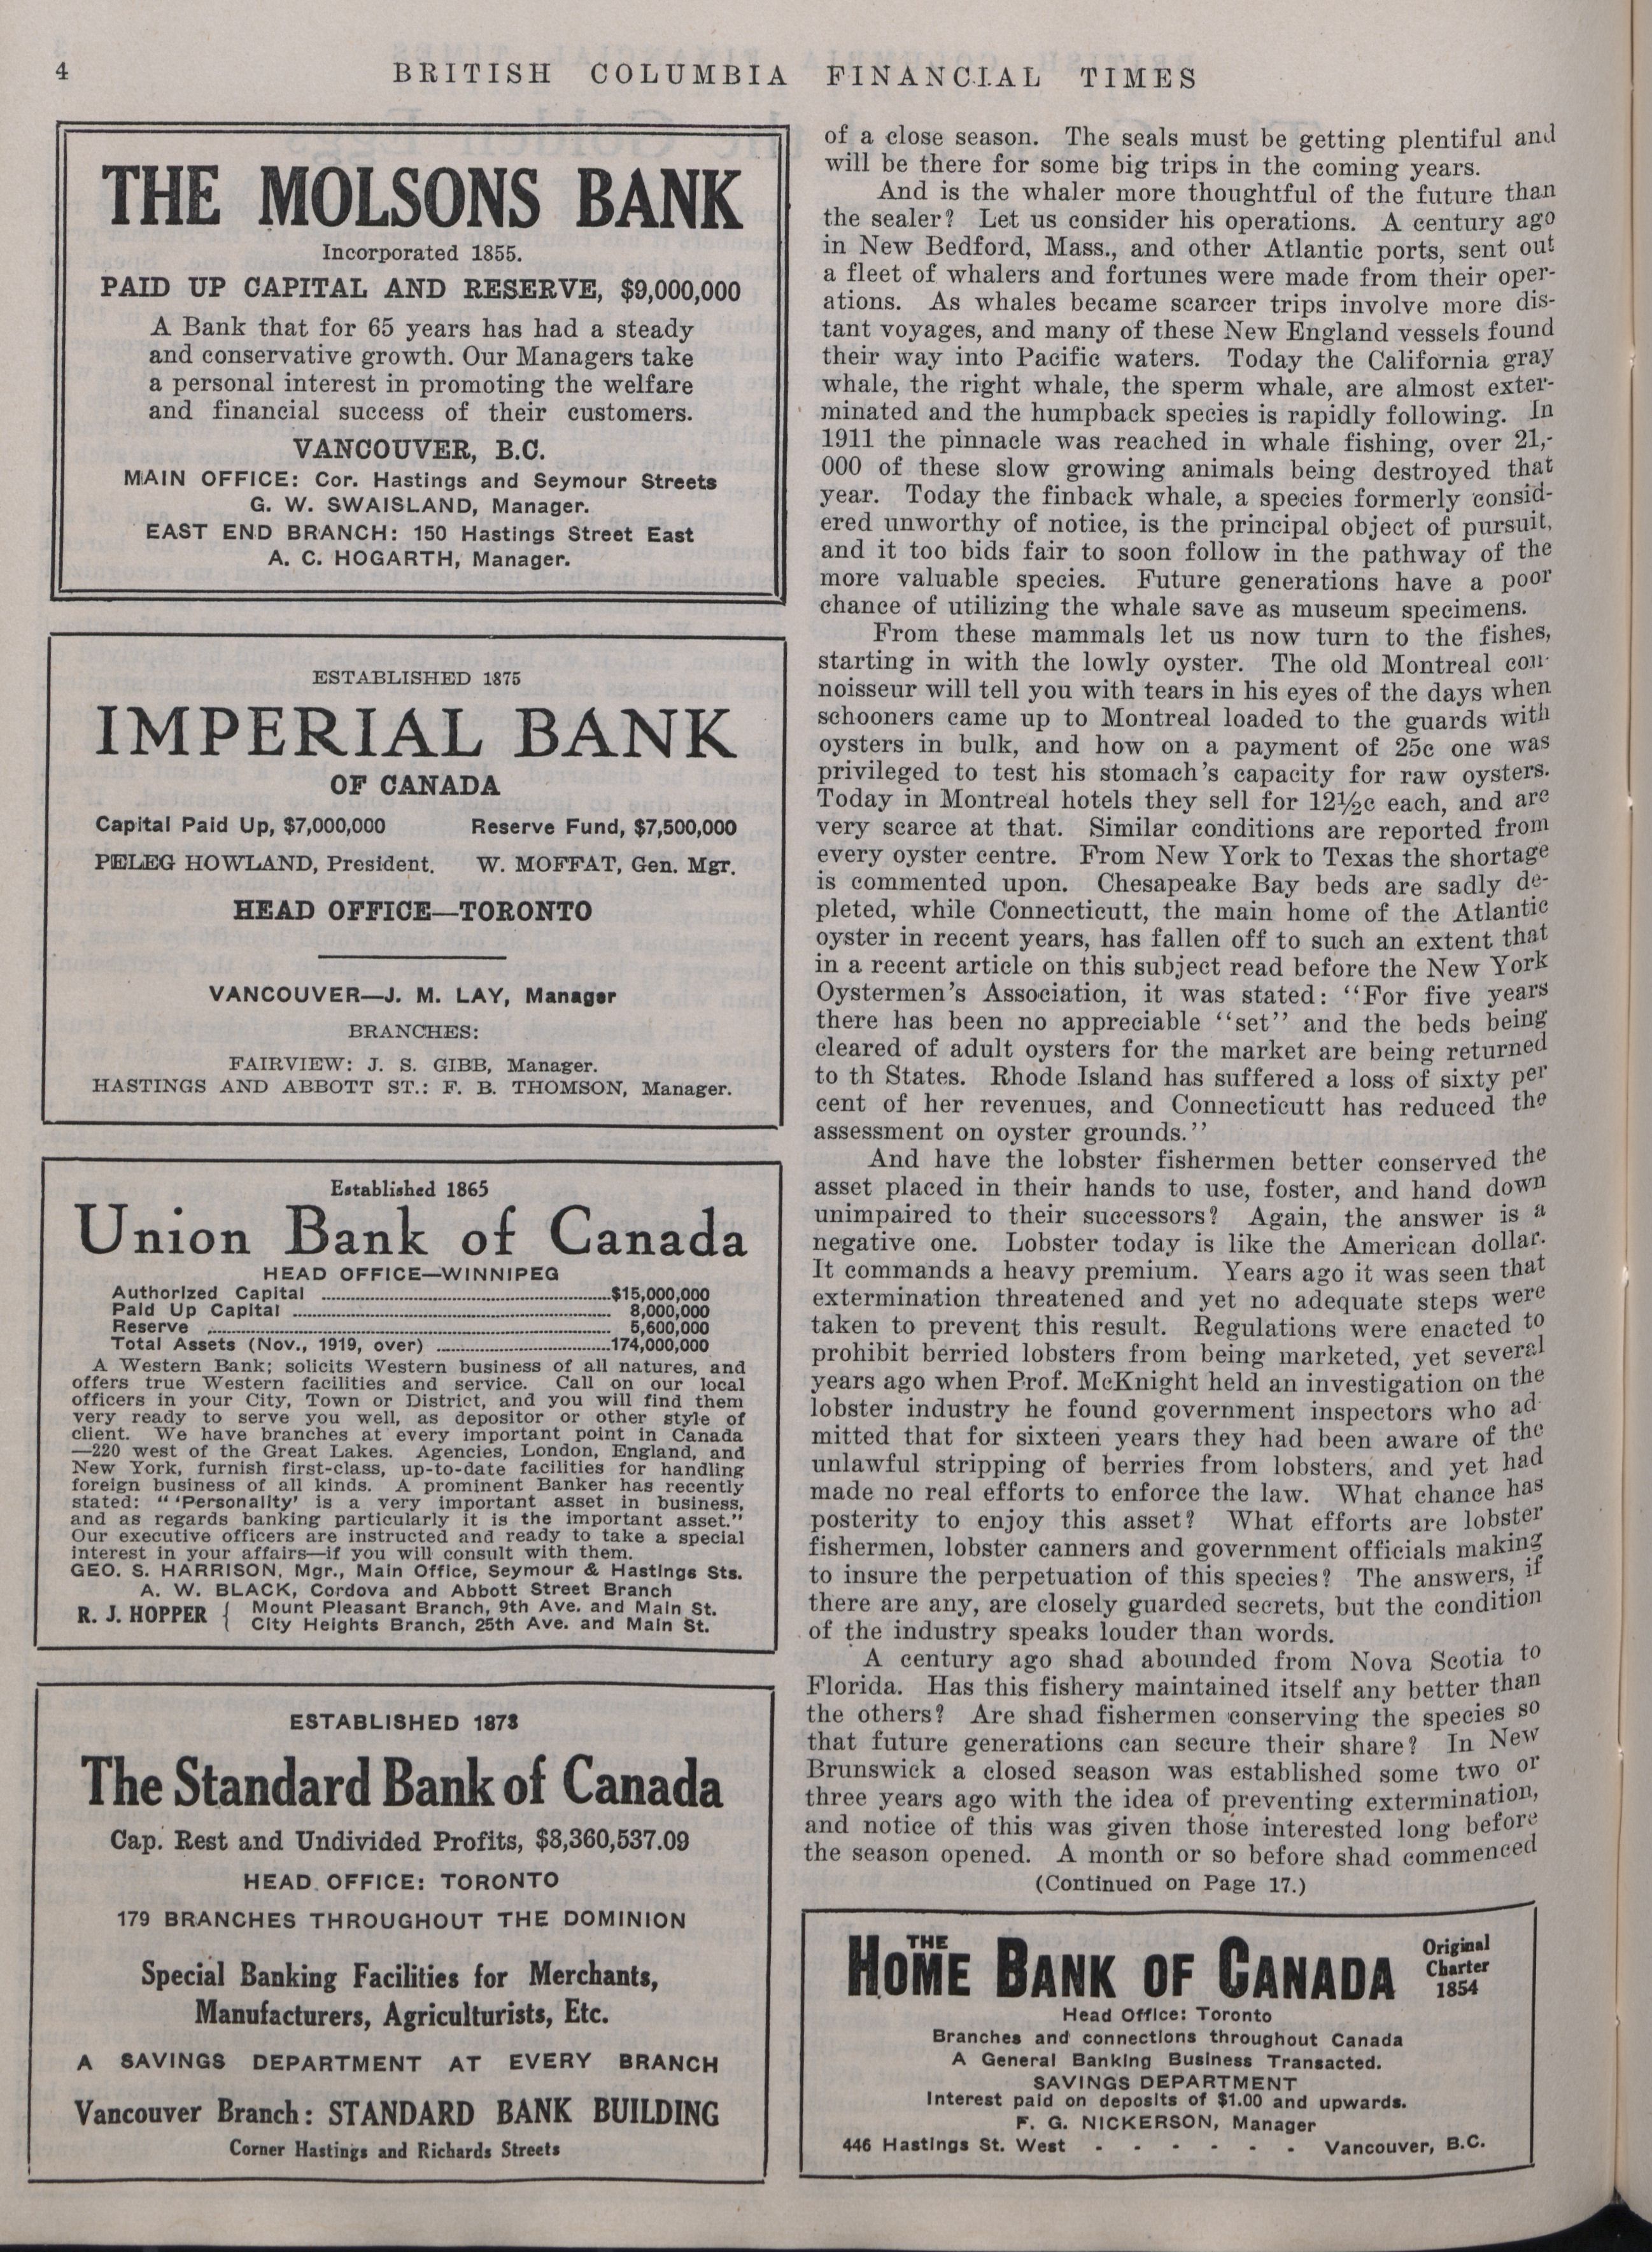 4
BRITISH COLUMBIA FINANCIAL TIMES
THE MOLSONS BANK
Incorporated 1855.
PAID UP CAPITAL AND RESERVE, $9,000,000
A Bank that for 65 years has had a steady
and conservative growth. Our Managers take
a personal interest in promoting the welfare
and financial success of their customers.
VANCOUVER, B.C.
MAIN OFFICE: Cor. Hastings and Seymour Streets
G. W. SWAISLAND, Manager.
EAST END BRANCH: 150 Hastings Street East
A. C. HOGARTH, Manager.
ESTABLISHED 1875
IMPERIAL BANK
OF CANADA
Capital Paid Up, $7,000,000 Reserve Fund, $7,500,000
PELEG HOWLAND, President. W. MOFFAT, Gen. Mgr.
HEAD OFFICE—TORONTO
VANCOUVER—J. M. LAY, Manager
BRANCHES:
FAIRVIEW: J. S. GIBB, Manager.
HASTINGS AND ABBOTT ST.: F. B. THOMSON, Manager.
Established 1865
Union Bank of Canada
HEAD OFFICE—WINNIPEG
Authorized Capital ........ $15,000,000
Paid Up Capital ........ 8,000,000
Reserve ........ 5,600,000
Total Assets (Nov., 1919, over) ........ 174,000,000
A Western Bank; solicits Western business of all natures, and
offers true Western facilities and service. Call on our local
officers in your City, Town or District, and you will find them
very ready to serve you well, as depositor or other style of
client. We have branches at every important point in Canada
—220 west of the Great Lakes. Agencies, London, England, and
New York, furnish first-class, up-to-date facilities for handling
foreign business of all kinds. A prominent Banker has recently
stated: " 'Personality' is a very important asset in business,
and as regards banking particularly it is the important asset."
Our executive officers are instructed and ready to take a special
interest in your affairs—if you will consult with them.
GEO. S. HARRISON, Mgr., Main Office, Seymour & Hastings Sts.
A. W. BLACK, Cordova and Abbott Street Branch
R. J. HOPPER { Mount Pleasant Branch, 9th Ave. and Main St.
City Heights Branch, 25th Ave. and Main St.
ESTABLISHED 1873
The Standard Bank of Canada
Cap. Rest and Undivided Profits, $8,360,537.09
HEAD OFFICE: TORONTO
179 BRANCHES THROUGHOUT THE DOMINION
Special Banking Facilities for Merchants,
Manufacturers, Agriculturists, Etc.
A SAVINGS DEPARTMENT AT EVERY BRANCH
Vancouver Branch: STANDARD BANK BUILDING
Corner Hastings and Richards Streets
of a close season. The seals must be getting plentiful and
will be there for some big trips in the coming years.
And is the whaler more thoughtful of the future than
the sealer? Let us consider his operations. A century ago
in New Bedford, Mass., and other Atlantic ports, sent out
a fleet of whalers and fortunes were made from their oper-
ations. As whales became scarcer trips involve more dis-
tant voyages, and many of these New England vessels found
their way into Pacific waters. Today the California gray
whale, the right whale, the sperm whale, are almost exter-
minated and the humpback species is rapidly following. In
1911 the pinnacle was reached in whale fishing, over 21,-
000 of these slow growing animals being destroyed that
year. Today the finback whale, a species formerly consid-
ered unworthy of notice, is the principal object of pursuit,
and it too bids fair to soon follow in the pathway of the
more valuable species. Future generations have a poor
chance of utilizing the whale save as museum specimens.
From these mammals let us now turn to the fishes,
starting in with the lowly oyster. The old Montreal con-
noisseur will tell you with tears in his eyes of the days when
schooners came up to Montreal loaded to the guards with
oysters in bulk, and how on a payment of 25c one was
privileged to test his stomach's capacity for raw oysters.
Today in Montreal hotels they sell for 12½c each, and are
very scarce at that. Similar conditions are reported from
every oyster centre. From New York to Texas the shortage
is commented upon. Chesapeake Bay beds are sadly de-
pleted, while Connecticutt, the main home of the Atlantic
oyster in recent years, has fallen off to such an extent that
in a recent article on this subject read before the New York
Oystermen's Association, it was stated: "For five years
there has been no appreciable "set" and the beds being
cleared of adult oysters for the market are being returned
to th States. Rhode Island has suffered a loss of sixty per
cent of her revenues, and Connecticutt has reduced the
assessment on oyster grounds."
And have the lobster fishermen better conserved the
asset placed in their hands to use, foster, and hand down
unimpaired to their successors? Again, the answer is a
negative one. Lobster today is like the American dollar.
It commands a heavy premium. Years ago it was seen that
extermination threatened and yet no adequate steps were
taken to prevent this result. Regulations were enacted to
prohibit berried lobsters from being marketed, yet several
years ago when Prof. McKnight held an investigation on the
lobster industry he found government inspectors who ad-
mitted that for sixteen years they had been aware of the
unlawful stripping of berries from lobsters, and yet had
made no real efforts to enforce the law. What chance has
posterity to enjoy this asset? What efforts are lobster
fishermen, lobster canners and government officials making
to insure the perpetuation of this species? The answers, if
there are any, are closely guarded secrets, but the condition
of the industry speaks louder than words.
A century ago shad abounded from Nova Scotia to
Florida. Has this fishery maintained itself any better than
the others? Are shad fishermen conserving the species so
that future generations can secure their share? In New
Brunswick a closed season was established some two or
three years ago with the idea of preventing extermination,
and notice of this was given those interested long before
the season opened. A month or so before shad commenced
(Continued on Page 17.)
THE
HOME BANK OF CANADA
Original
Charter
1854
Head Office: Toronto
Branches and connections throughout Canada
A General Banking Business Transacted.
SAVINGS DEPARTMENT
Interest paid on deposits of $1.00 and upwards.
F. G. NICKERSON, Manager
446 Hastings St. West - - - - - - Vancouver, B.C.